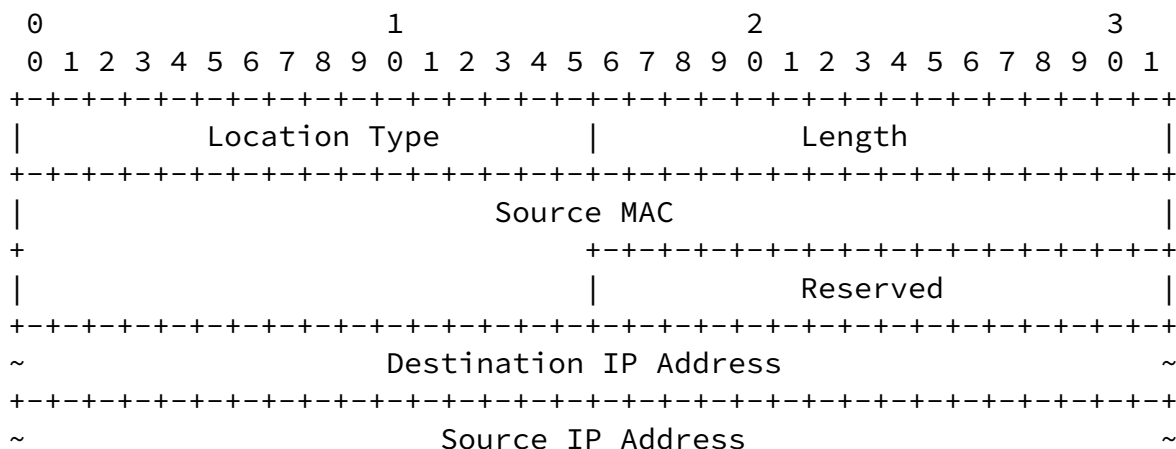 0                   1                   2                   3
 0 1 2 3 4 5 6 7 8 9 0 1 2 3 4 5 6 7 8 9 0 1 2 3 4 5 6 7 8 9 0 1
+-+-+-+-+-+-+-+-+-+-+-+-+-+-+-+-+-+-+-+-+-+-+-+-+-+-+-+-+-+-+-+-+
|          Location Type        |           Length              |
+-+-+-+-+-+-+-+-+-+-+-+-+-+-+-+-+-+-+-+-+-+-+-+-+-+-+-+-+-+-+-+-+
|                          Source MAC                           |
+                               +-+-+-+-+-+-+-+-+-+-+-+-+-+-+-+-+
|                               |           Reserved            |
+-+-+-+-+-+-+-+-+-+-+-+-+-+-+-+-+-+-+-+-+-+-+-+-+-+-+-+-+-+-+-+-+
~                    Destination IP Address                     ~
+-+-+-+-+-+-+-+-+-+-+-+-+-+-+-+-+-+-+-+-+-+-+-+-+-+-+-+-+-+-+-+-+
~                       Source IP Address                       ~